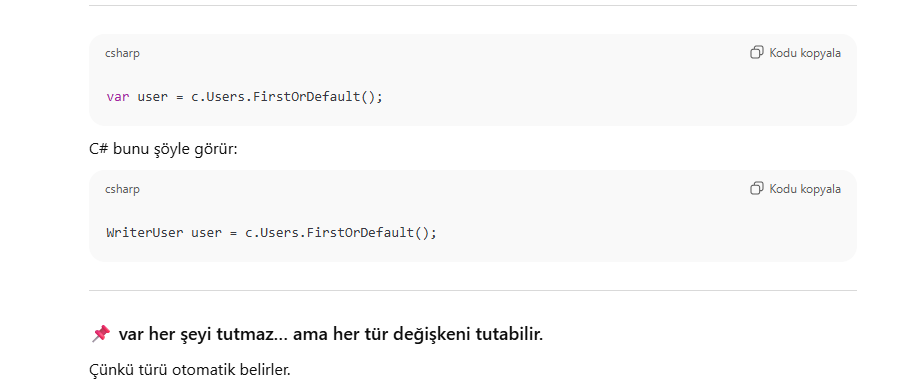 csharp
Kodu kopyala
var user = c.Users.FirstOrDefault();
C# bunu şöyle görür:
csharp
Kodu kopyala
WriterUser user = c.Users.FirstOrDefault();
📌 var her şeyi tutmaz... ama her tür değişkeni tutabilir.
Çünkü türü otomatik belirler.